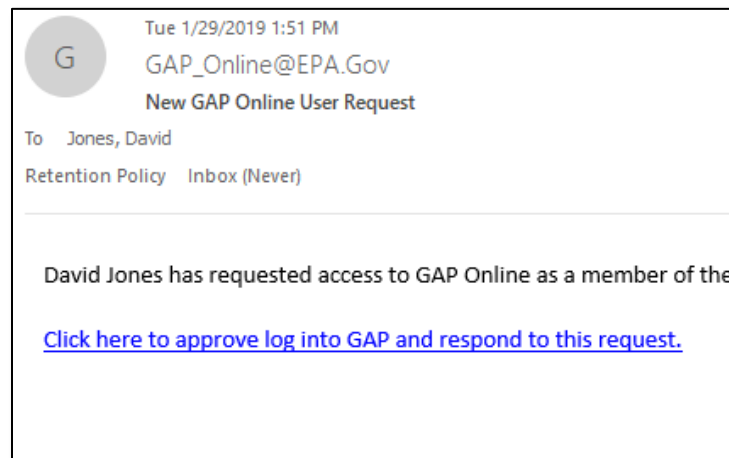 Tue 1/29/2019 1:51 PM
G
GAP_Online@EPA.Gov
New GAP Online User Request
To Jones, David
Retention Policy Inbox (Never)
David Jones has requested access to GAP Online as a member of the
Click here to approve log into GAP and respond to this request.